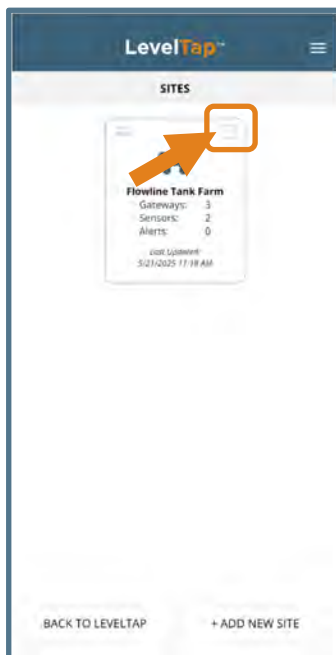 LevelTap™
SITES
Flowline Tank Farm
Gateways: 3
Sensors: 2
Alerts: 0
Last Updated:
5/21/2025 11:18 AM
BACK TO LEVELTAP
+ ADD NEW SITE